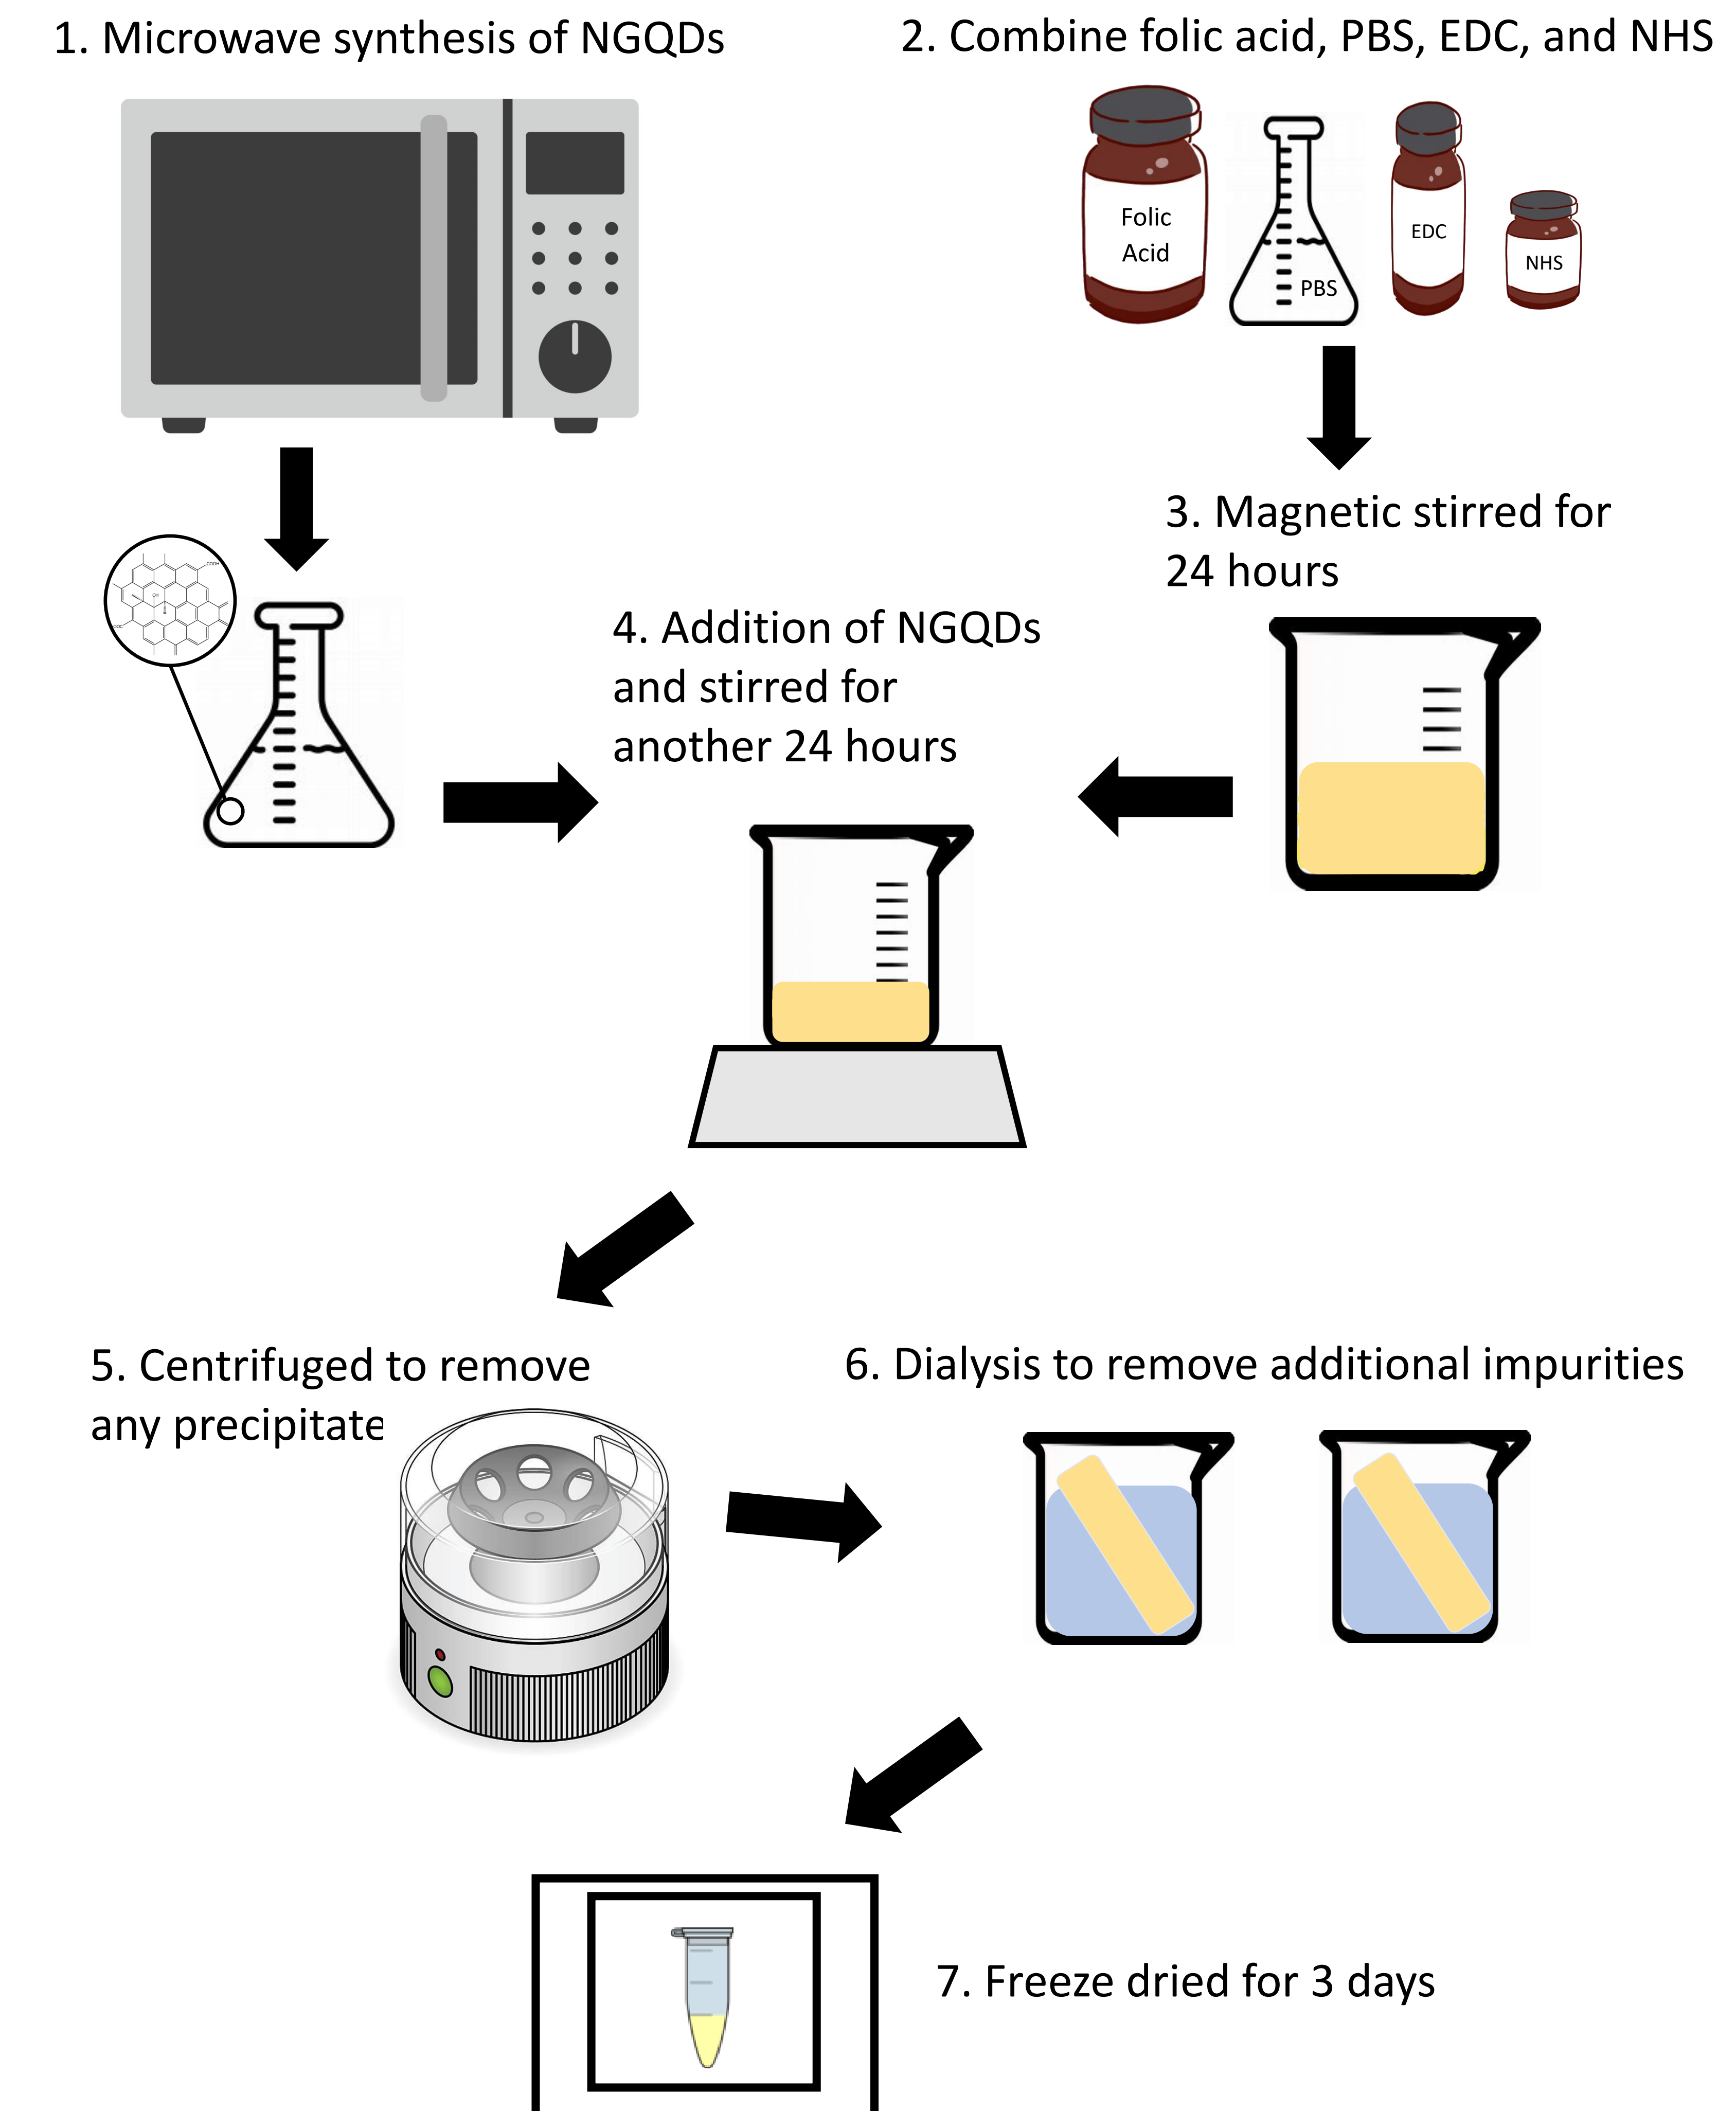 1. Microwave synthesis of NGQDs
2. Combine folic acid, PBS, EDC, and NHS
Folic
Acid
PBS
EDC
NHS
3. Magnetic stirred for
24 hours
COOH
OH
4. Addition of NGQDs
and stirred for
another 24 hours
5. Centrifuged to remove
any precipitate
6. Dialysis to remove additional impurities
7. Freeze dried for 3 days